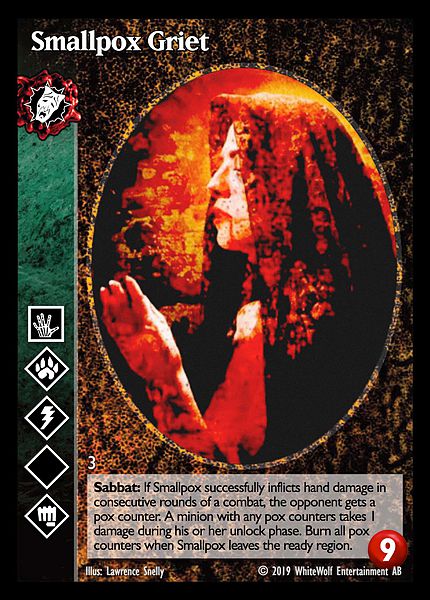 Smallpox Griet
3
Sabbat: If Smallpox successfully inflicts hand damage in
consecutive rounds of a combat, the opponent gets a
pox counter. A minion with any pox counters takes 1
damage during his or her unlock phase. Burn all pox
counters when Smallpox leaves the ready region.
9
Illus: Lawrence Snelly © 2019 WhiteWolf Entertainment AB